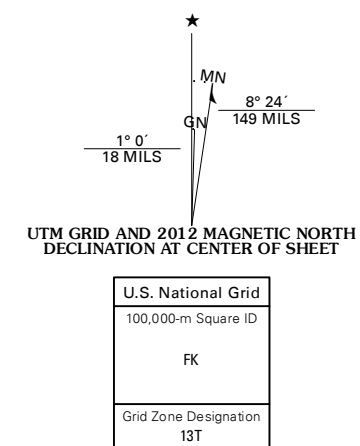 ★
MN
8° 24´
149 MILS
GN
1° 0´
18 MILS
UTM GRID AND 2012 MAGNETIC NORTH
DECLINATION AT CENTER OF SHEET
U.S. National Grid
100,000-m Square ID
FK
Grid Zone Designation
13T